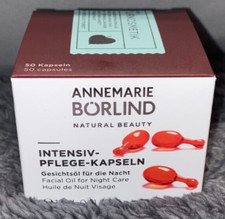 50 Kapseln
50 capsules
ANNEMARIE
BÖRLIND
NATURAL BEAUTY
INTENSIV-
PFLEGE-KAPSELN
Gesichtsöl für die Nacht
Facial Oil for Night Care
Huile de Nuit Visage